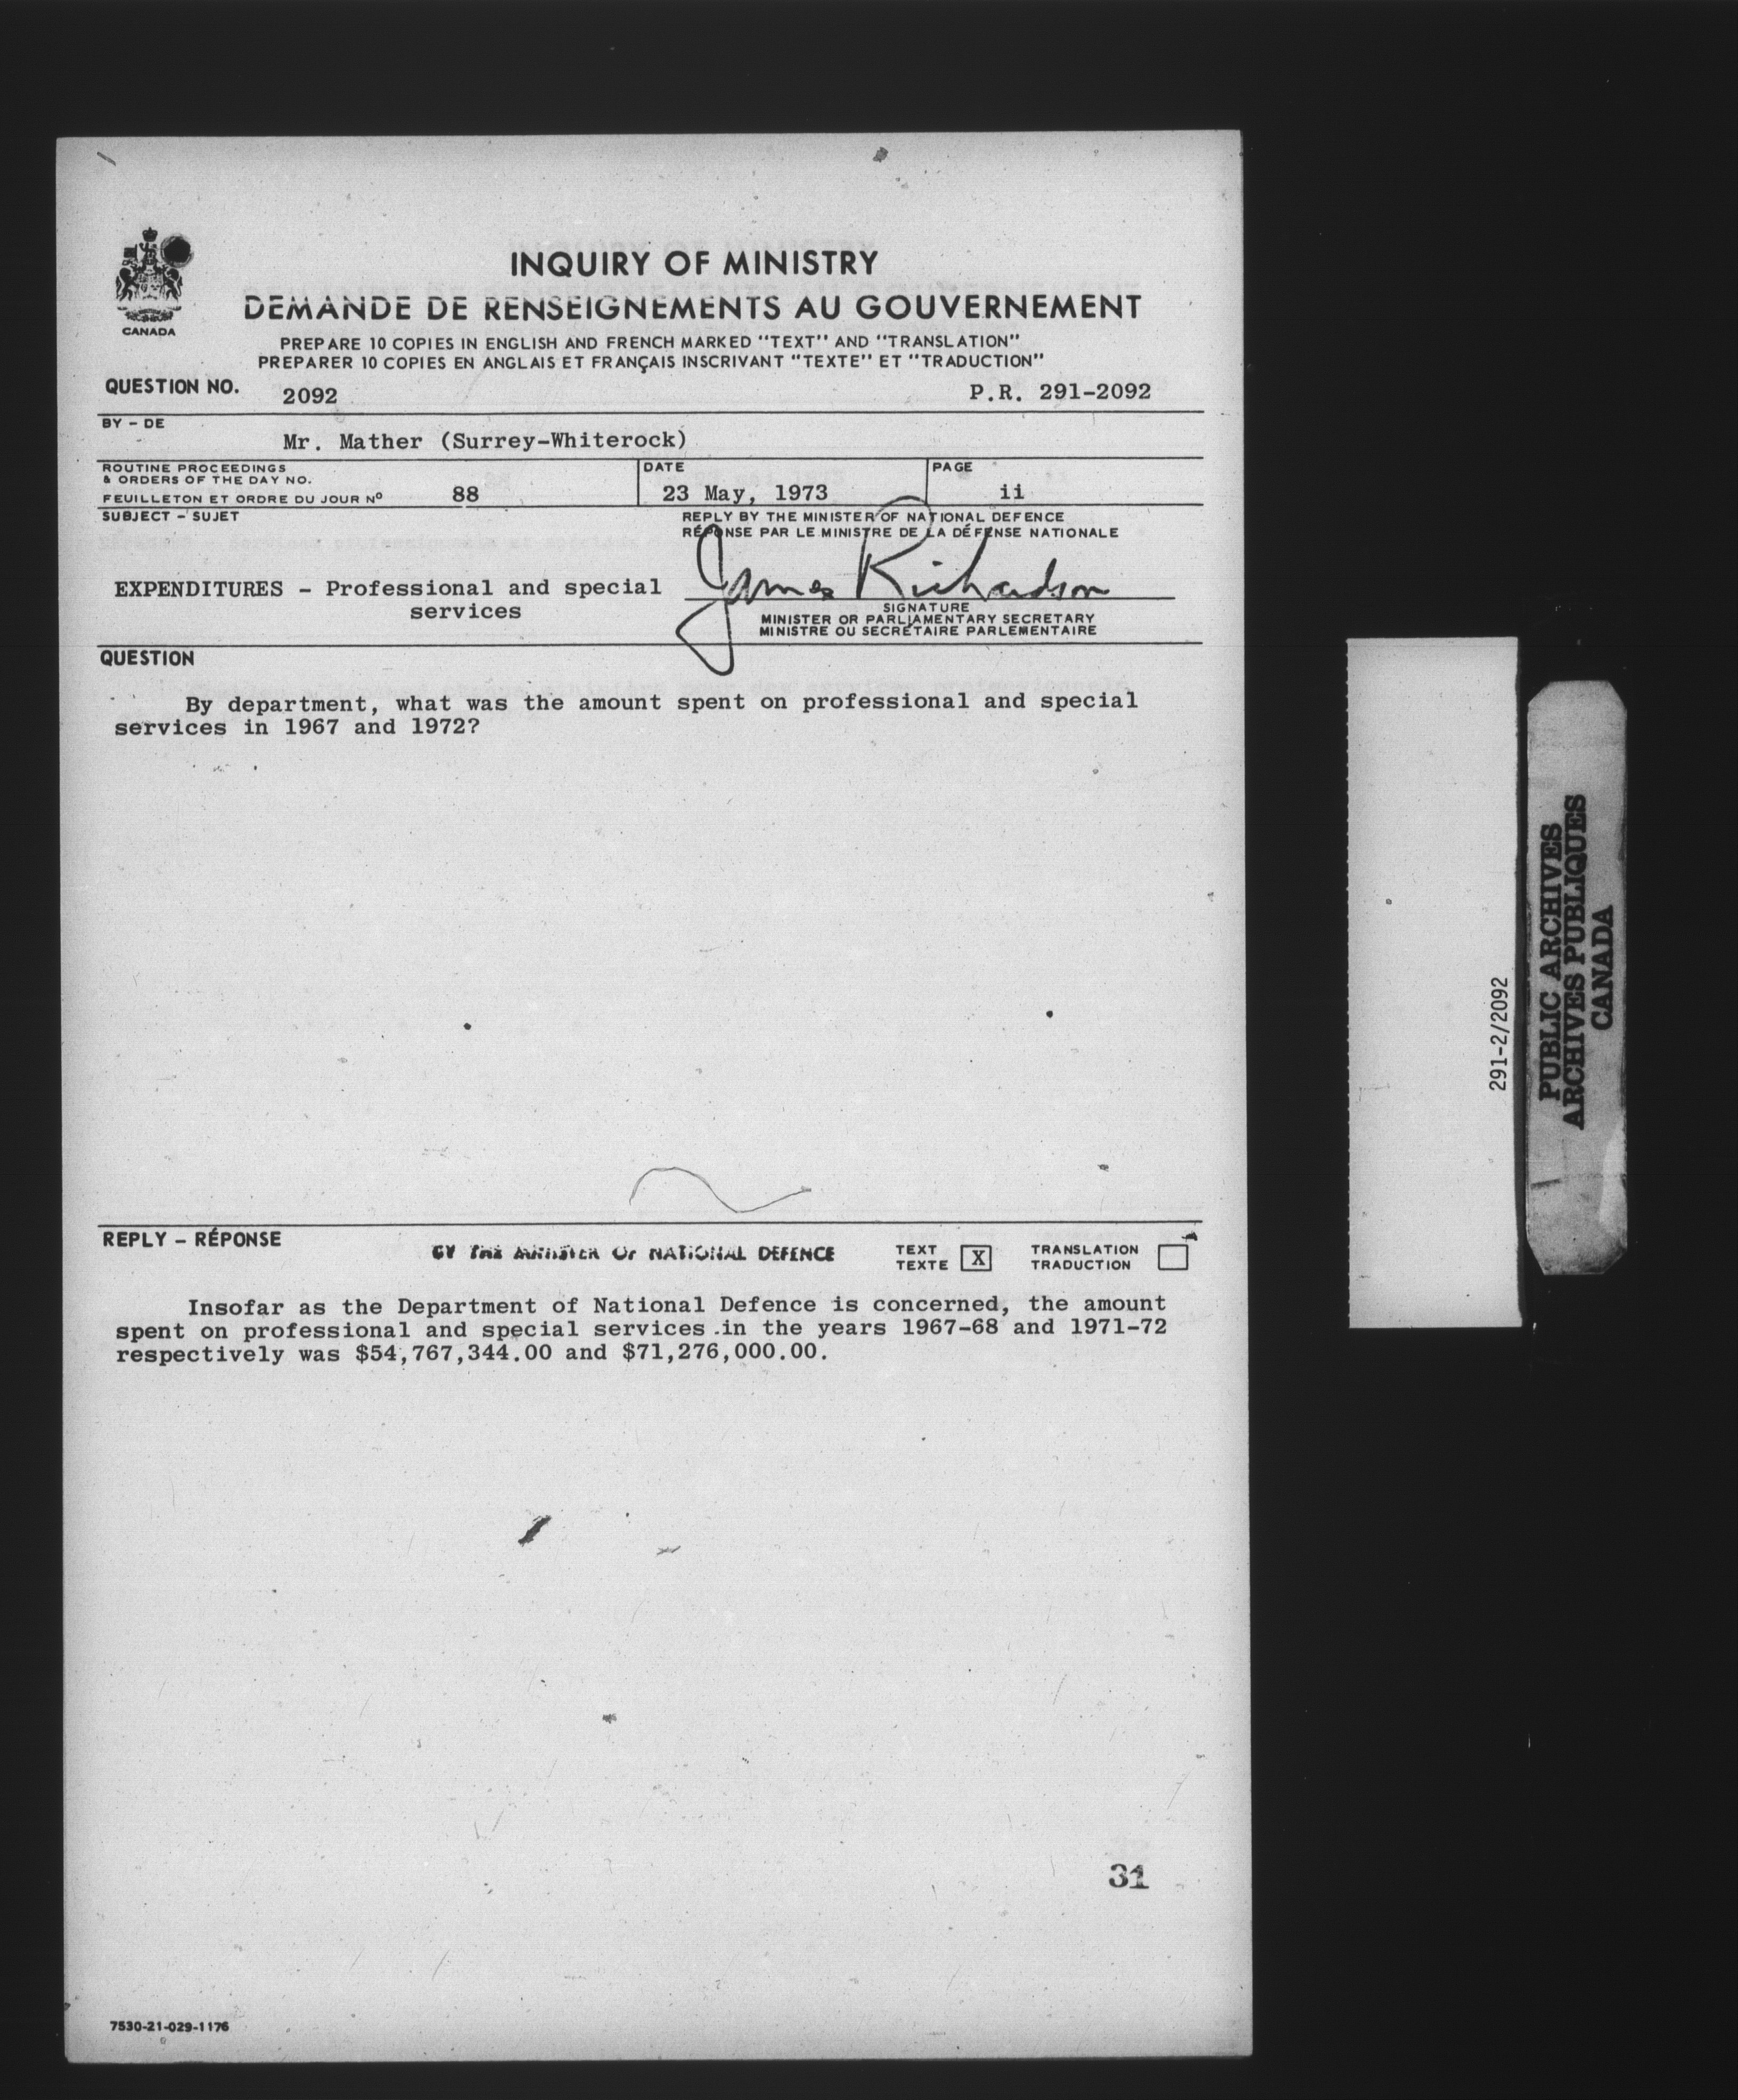 CANADA
INQUIRY OF MINISTRY
DEMANDE DE RENSEIGNEMENTS AU GOUVERNEMENT
PREPARE 10 COPIES IN ENGLISH AND FRENCH MARKED "TEXT" AND "TRANSLATION"
PREPARER 10 COPIES EN ANGLAIS ET FRANÇAIS INSCRIVANT "TEXTE" ET "TRADUCTION"
QUESTION NO. 2092 P.R. 291-2092
BY - DE
Mr. Mather (Surrey-Whiterock)
ROUTINE PROCEEDINGS
& ORDERS OF THE DAY NO.
FEUILLETON ET ORDRE DU JOUR Nº 88
DATE
23 May, 1973
PAGE
ii
SUBJECT - SUJET
EXPENDITURES - Professional and special
services
REPLY BY THE MINISTER OF NATIONAL DEFENCE
RÉPONSE PAR LE MINISTRE DE LA DÉFENSE NATIONALE
James Richardson
SIGNATURE
MINISTER OR PARLIAMENTARY SECRETARY
MINISTRE OU SECRÉTAIRE PARLEMENTAIRE
QUESTION
By department, what was the amount spent on professional and special
services in 1967 and 1972?
REPLY - RÉPONSE
BY THE MINISTER OF NATIONAL DEFENCE
TEXT
TEXTE X
TRANSLATION
TRADUCTION
Insofar as the Department of National Defence is concerned, the amount
spent on professional and special services in the years 1967-68 and 1971-72
respectively was $54,767,344.00 and $71,276,000.00.
31
7530-21-029-1176
291-2/2092
PUBLIC ARCHIVES
ARCHIVES PUBLIQUES
CANADA